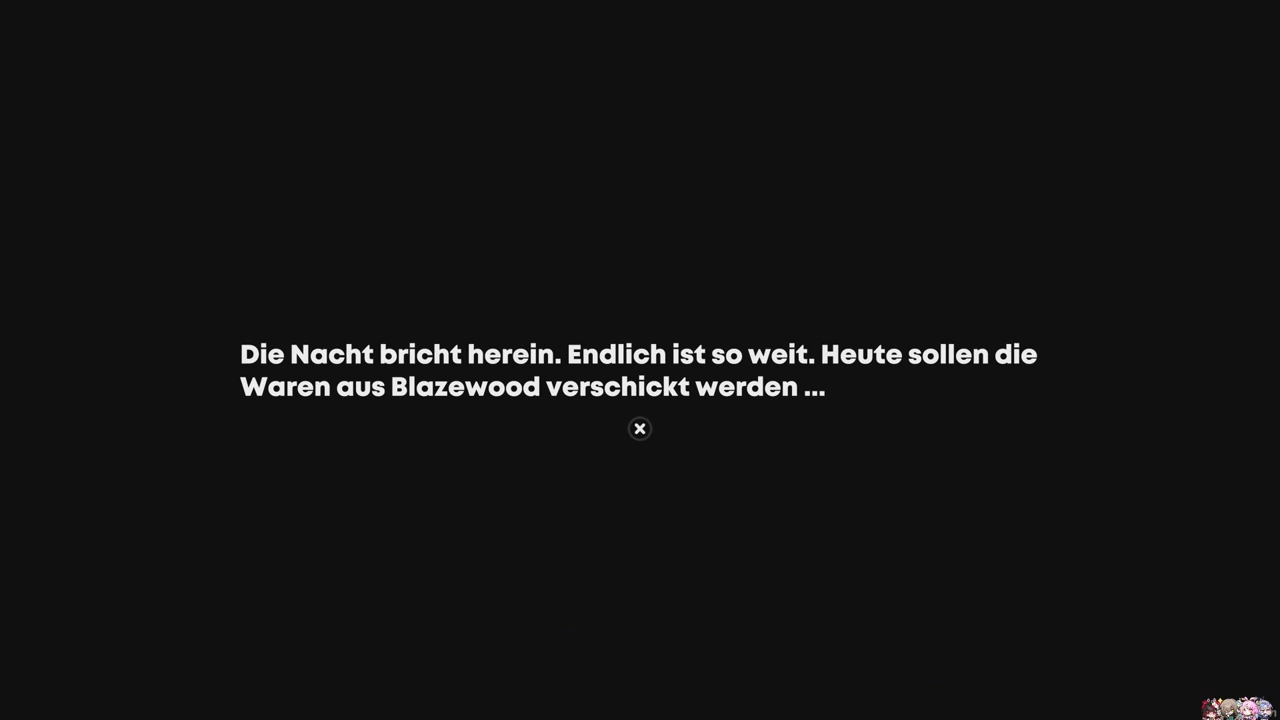 Die Nacht bricht herein. Endlich ist so weit. Heute sollen die
Waren aus Blazewood verschickt werden ...